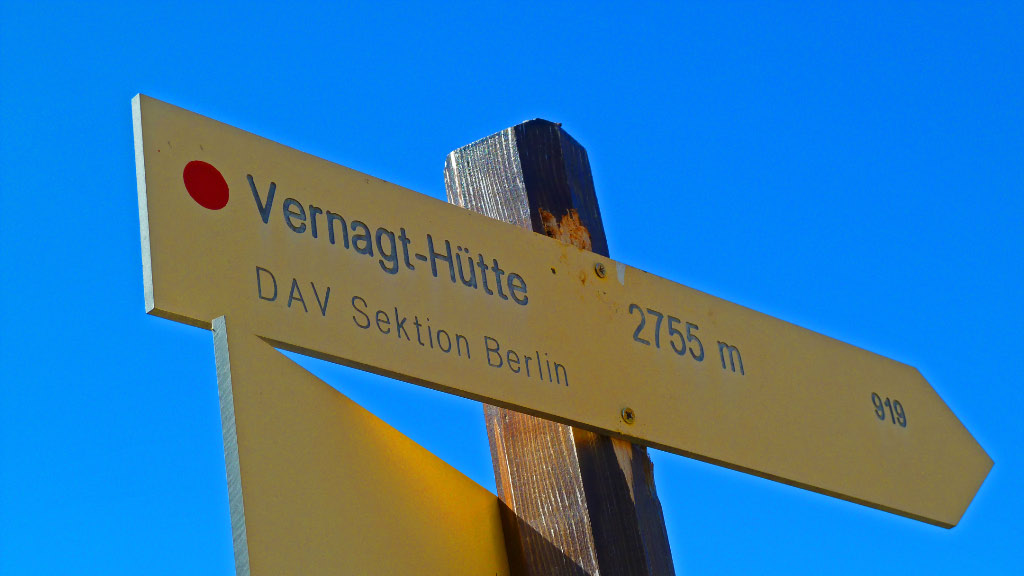 Vernagt-Hütte 2755 m 919
DAV Sektion Berlin